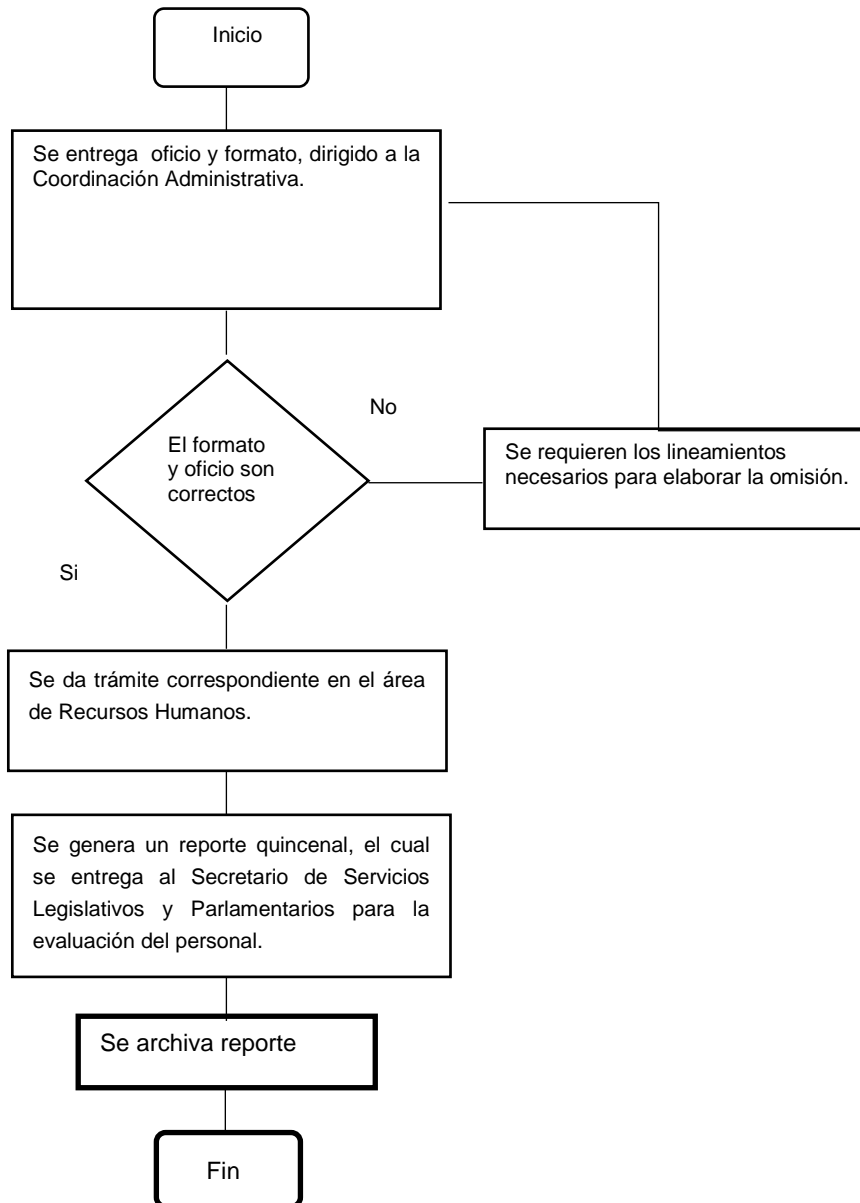 Inicio
Se entrega oficio y formato, dirigido a la
Coordinación Administrativa.
No
El formato
y oficio son
correctos
Se requieren los lineamientos
necesarios para elaborar la omisión.
Si
Se da trámite correspondiente en el área
de Recursos Humanos.
Se genera un reporte quincenal, el cual
se entrega al Secretario de Servicios
Legislativos y Parlamentarios para la
evaluación del personal.
Se archiva reporte
Fin